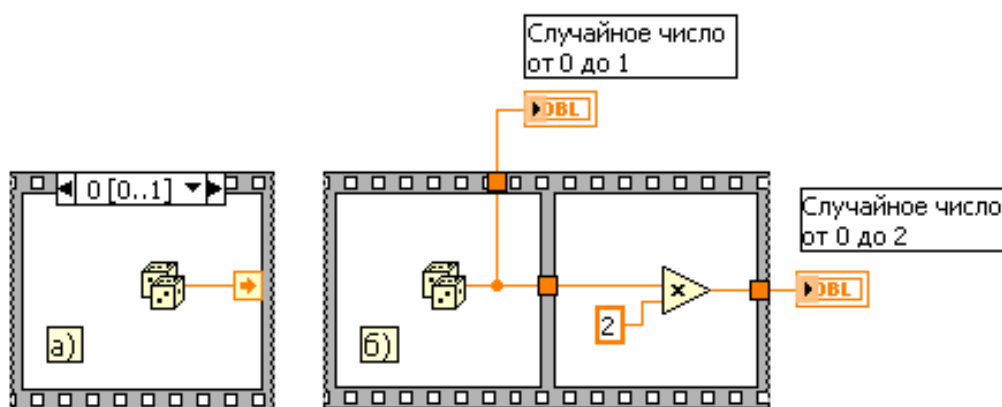 Случайное число
от 0 до 1
DBL
0 [0..1]
Случайное число
от 0 до 2
DBL
2
а)
б)